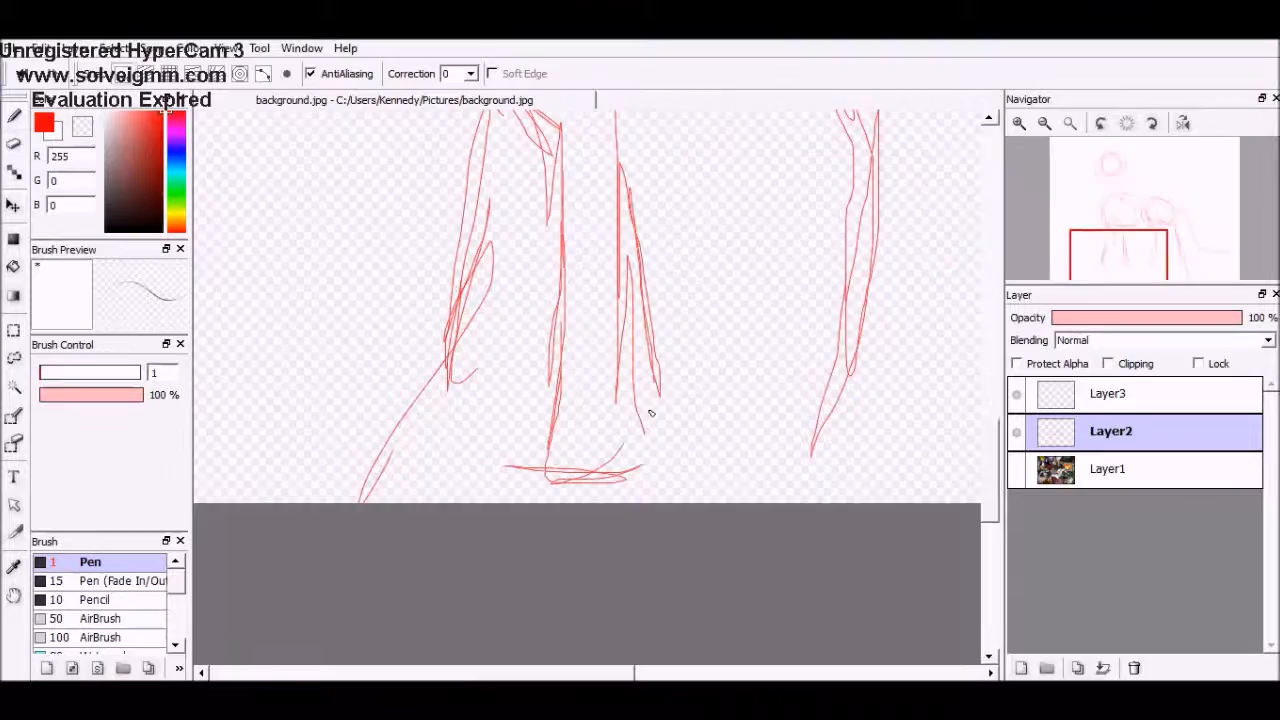 Unregistered HyperCam 3
Tool Window Help
www.solveigmm.com
AntiAliasing Correction 0 Soft Edge
Evaluation Expired
background.jpg - C:/Users/Kennedy/Pictures/background.jpg
Navigator
R 255
G 0
B 0
Brush Preview
*
Brush Control
1
100 %
Brush
1 Pen
15 Pen (Fade In/Ou
10 Pencil
50 AirBrush
100 AirBrush
Layer
Opacity 100 %
Blending Normal
Protect Alpha Clipping Lock
Layer3
Layer2
Layer1